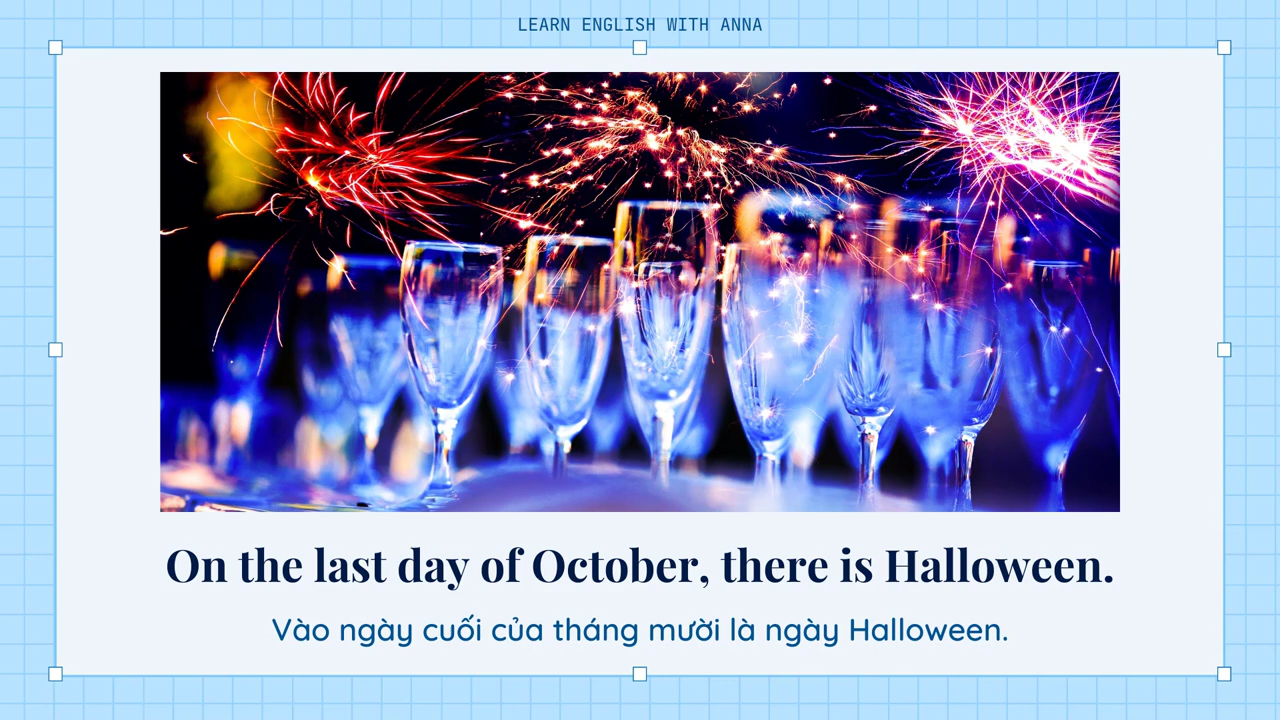 LEARN ENGLISH WITH ANNA
On the last day of October, there is Halloween.
Vào ngày cuối của tháng mười là ngày Halloween.